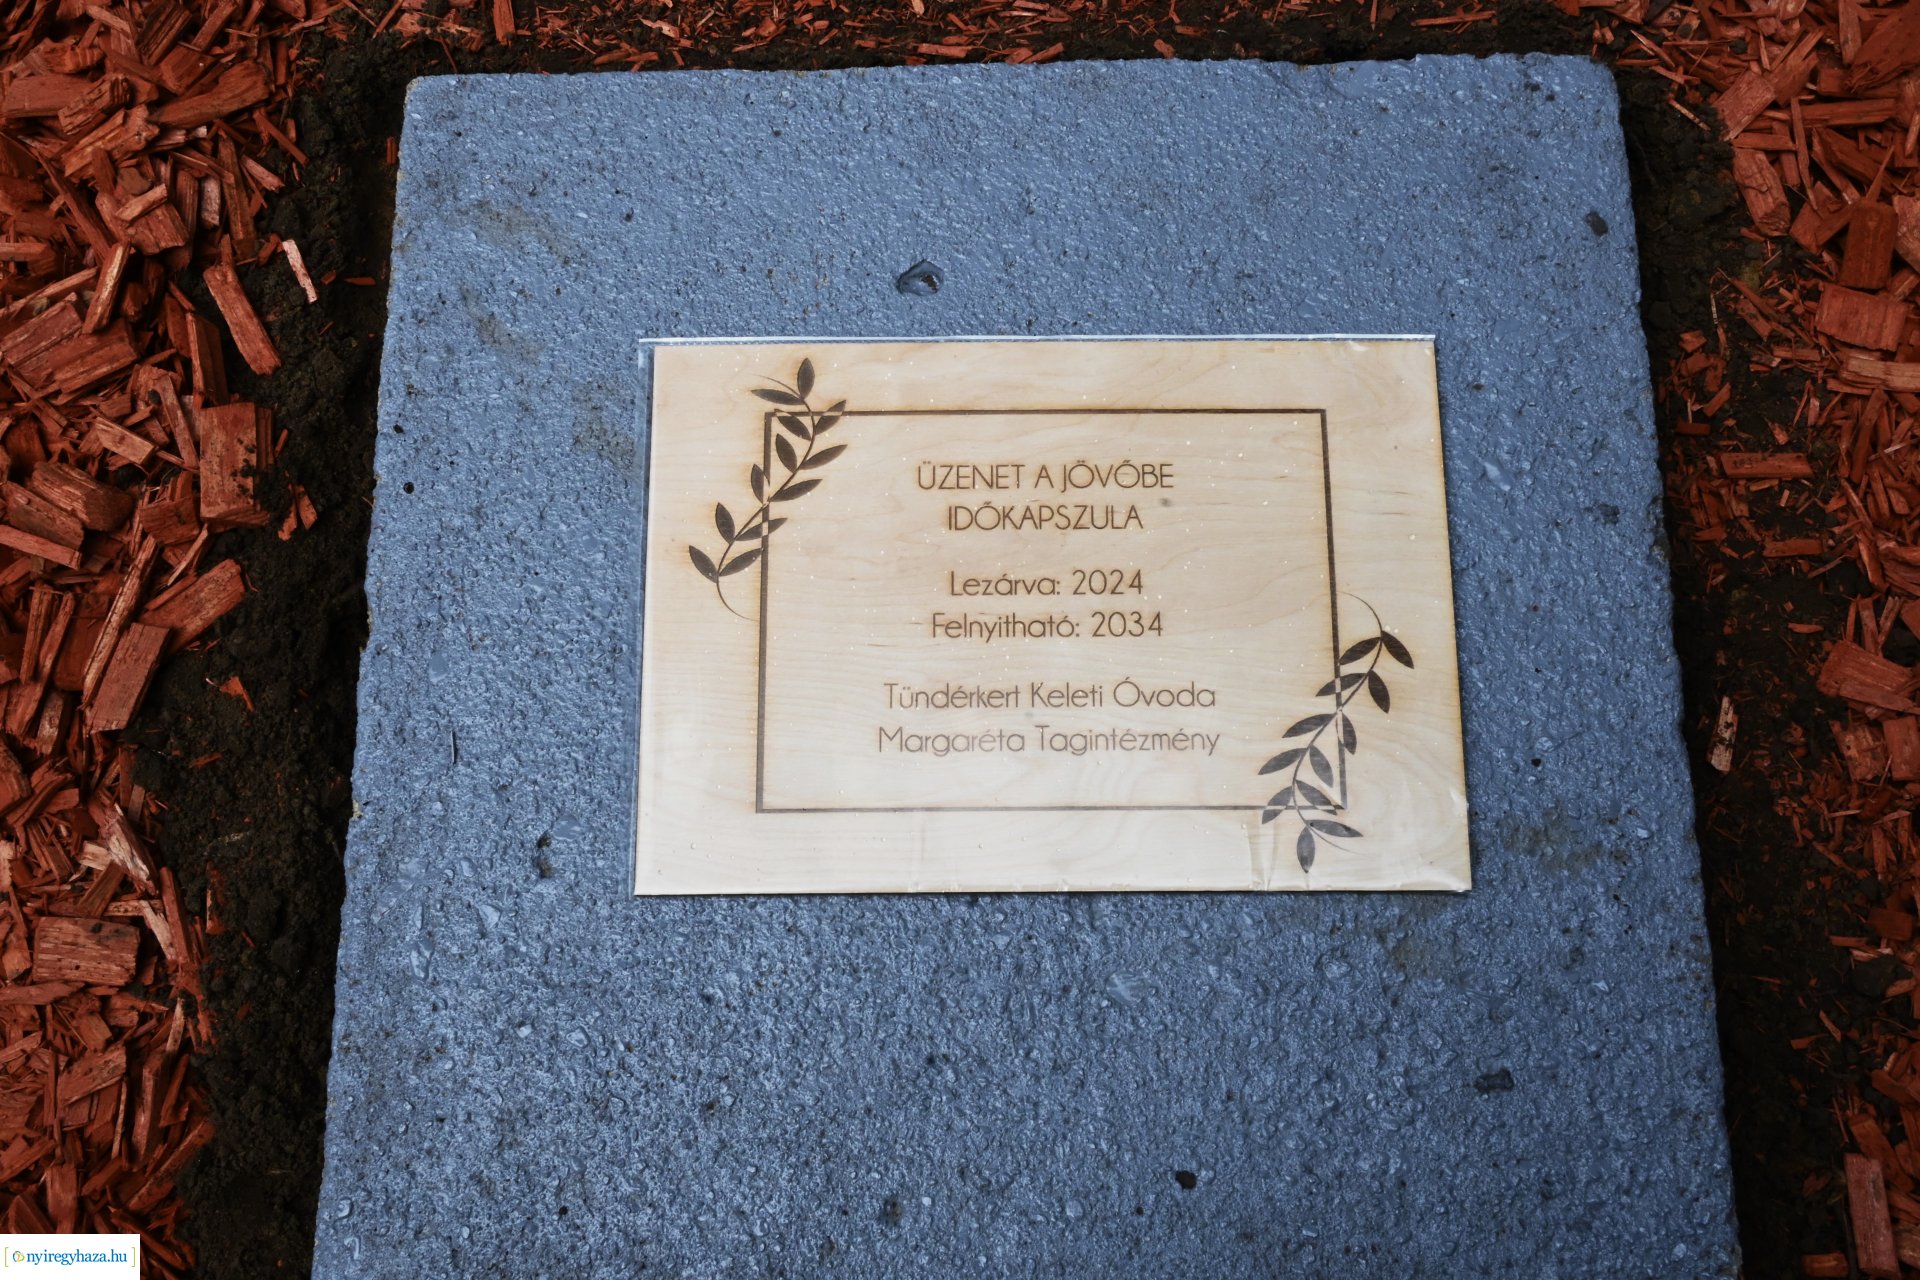 ÜZENET A JÖVŐBE
IDŐKAPSZULA
Lezárva: 2024
Felnyitható: 2034
Tündérkert Keleti Óvoda
Margaréta Tagintézmény
nyiregyhaza.hu